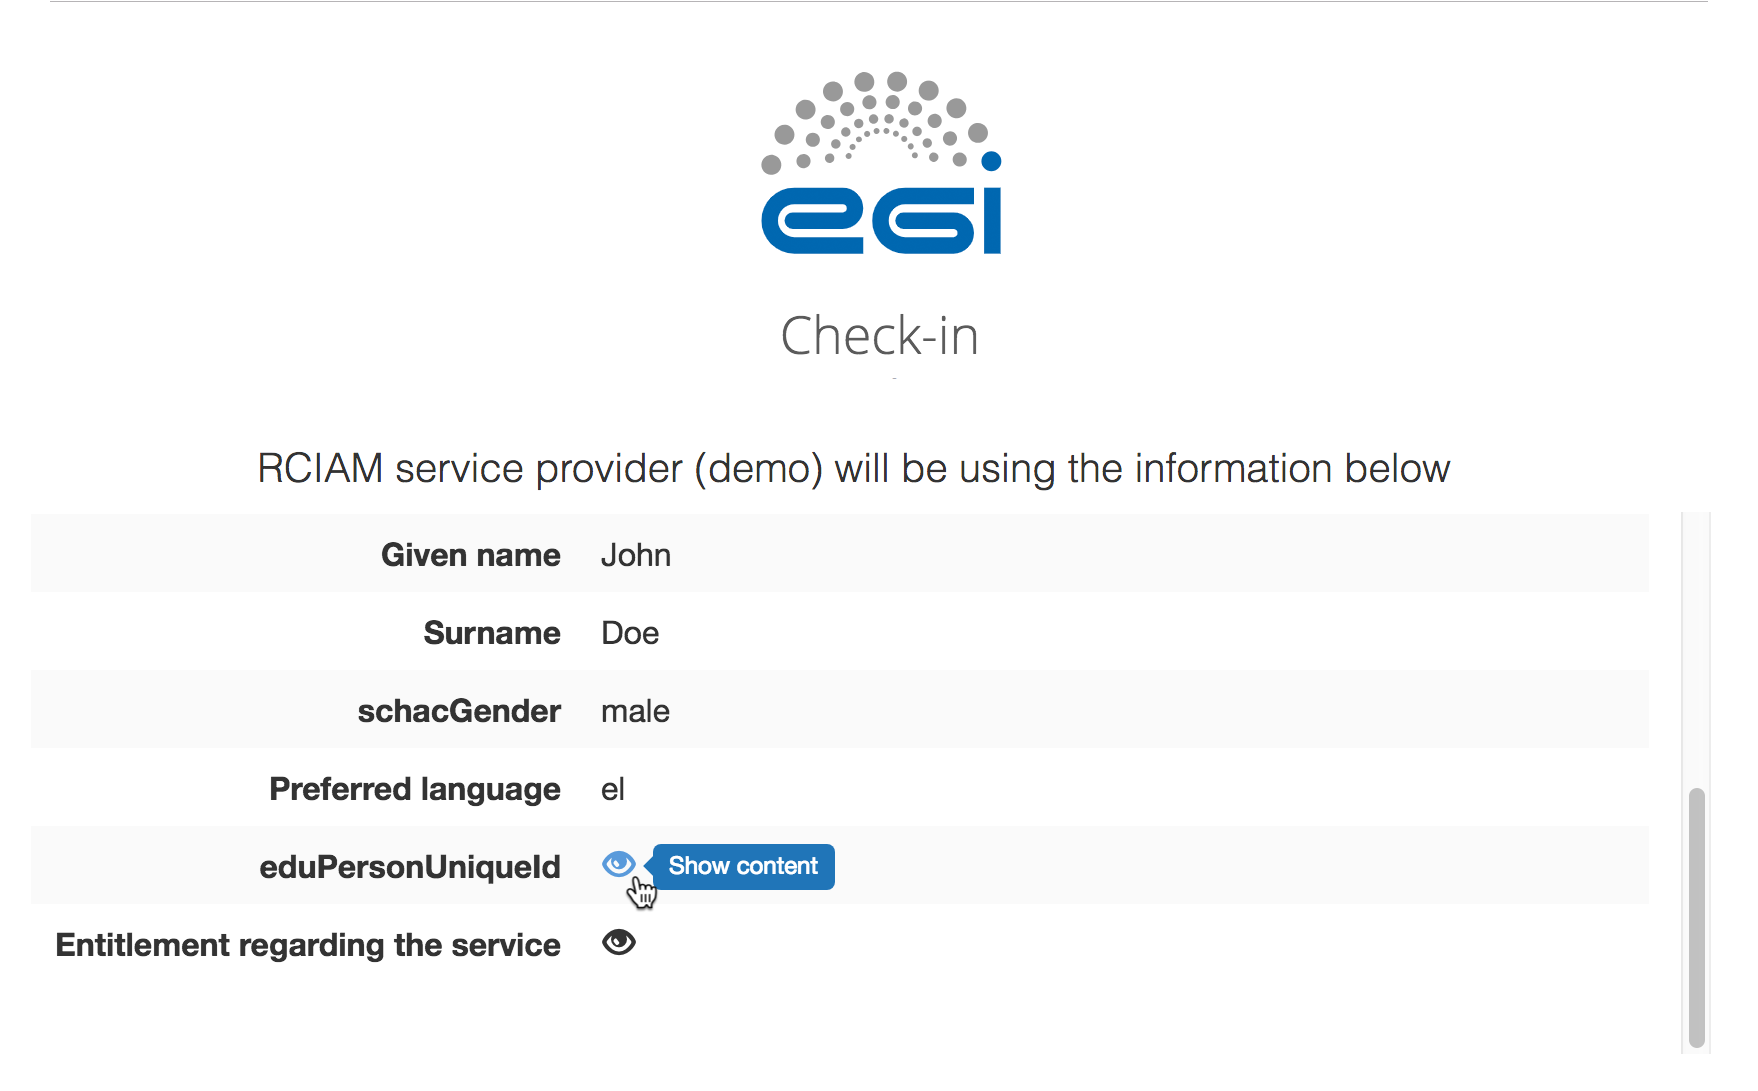 egi
Check-in
RCIAM service provider (demo) will be using the information below
Given name John
Surname Doe
schacGender male
Preferred language el
eduPersonUniqueId Show content
Entitlement regarding the service